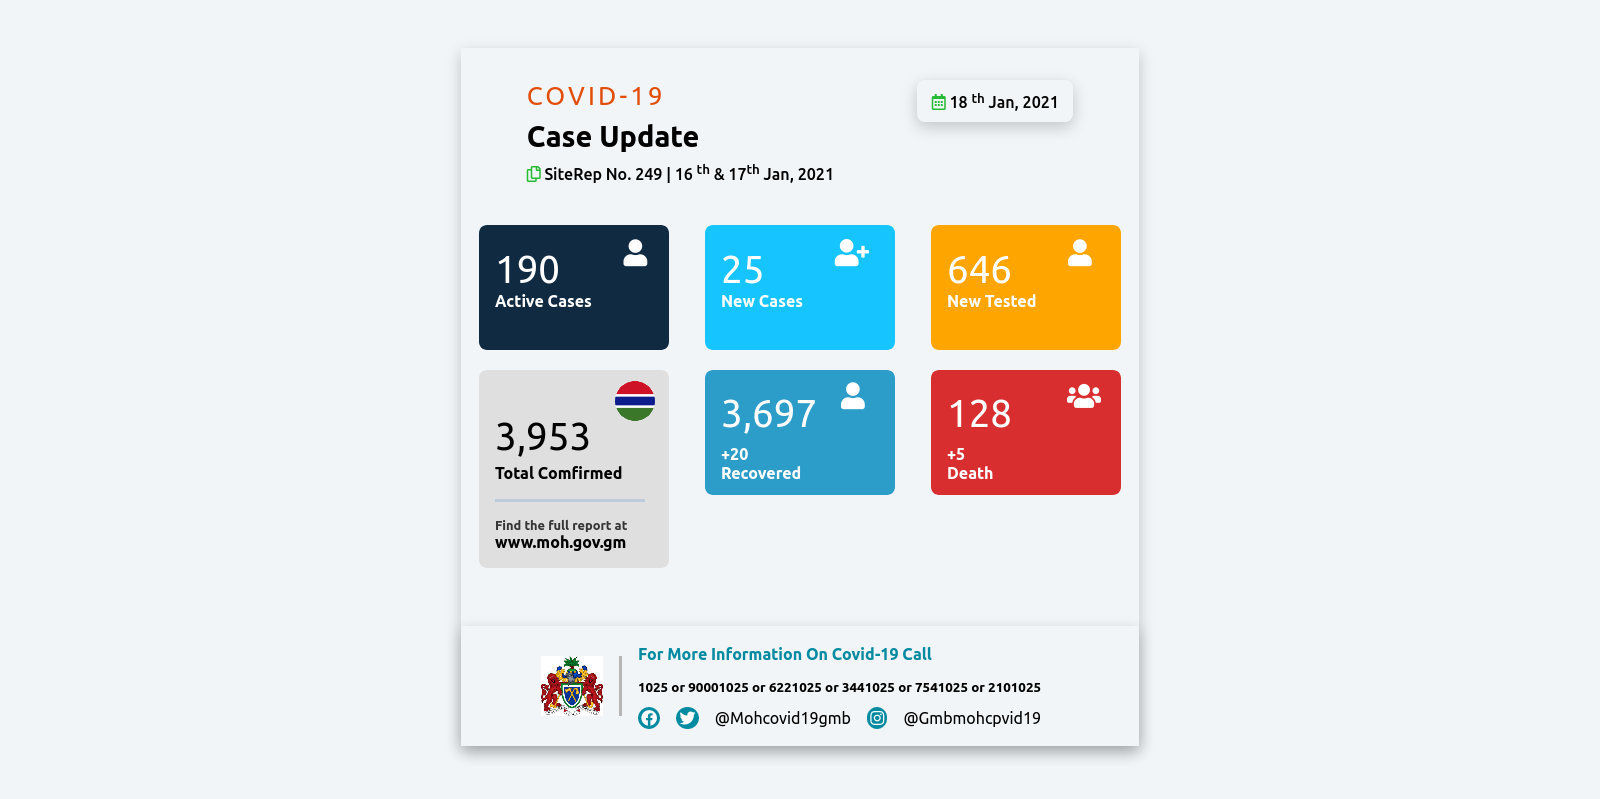 COVID-19
18 th Jan, 2021
Case Update
SiteRep No. 249 | 16 th & 17th Jan, 2021
190
Active Cases
25
New Cases
646
New Tested
3,953
Total Comfirmed
Find the full report at
www.moh.gov.gm
3,697
+20
Recovered
128
+5
Death
For More Information On Covid-19 Call
1025 or 90001025 or 6221025 or 3441025 or 7541025 or 2101025
@Mohcovid19gmb @Gmbmohcpvid19